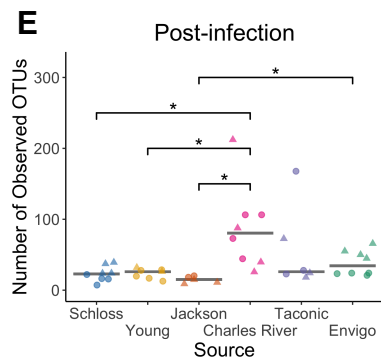 E
Post-infection
Number of Observed OTUs
300
200
100
0
*
*
*
*
Schloss
Jackson
Taconic
Young
Charles River
Envigo
Source